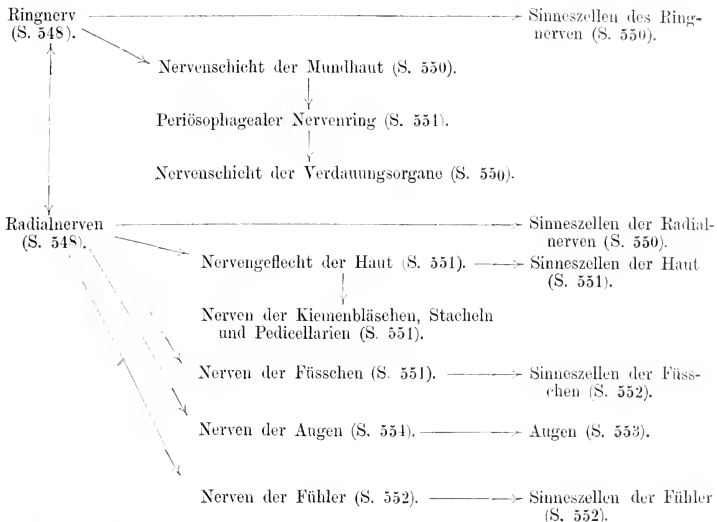 Ringnerv
(S. 548).
Sinneszellen des Ring-
nerven (S. 550).
Nervenschicht der Mundhaut (S. 550).
Periösophagealer Nervenring (S. 551).
Nervenschicht der Verdauungsorgane (S. 550).
Radialnerven
(S. 548).
Sinneszellen der Radial-
nerven (S. 550).
Nervengeflecht der Haut (S. 551).
Sinneszellen der Haut
(S. 551).
Nerven der Kiemenbläschen, Stacheln
und Pedicellarien (S. 551).
Nerven der Füsschen (S. 551).
Sinneszellen der Füss-
chen (S. 552).
Nerven der Augen (S. 554).
Augen (S. 553).
Nerven der Fühler (S. 552).
Sinneszellen der Fühler
(S. 552).